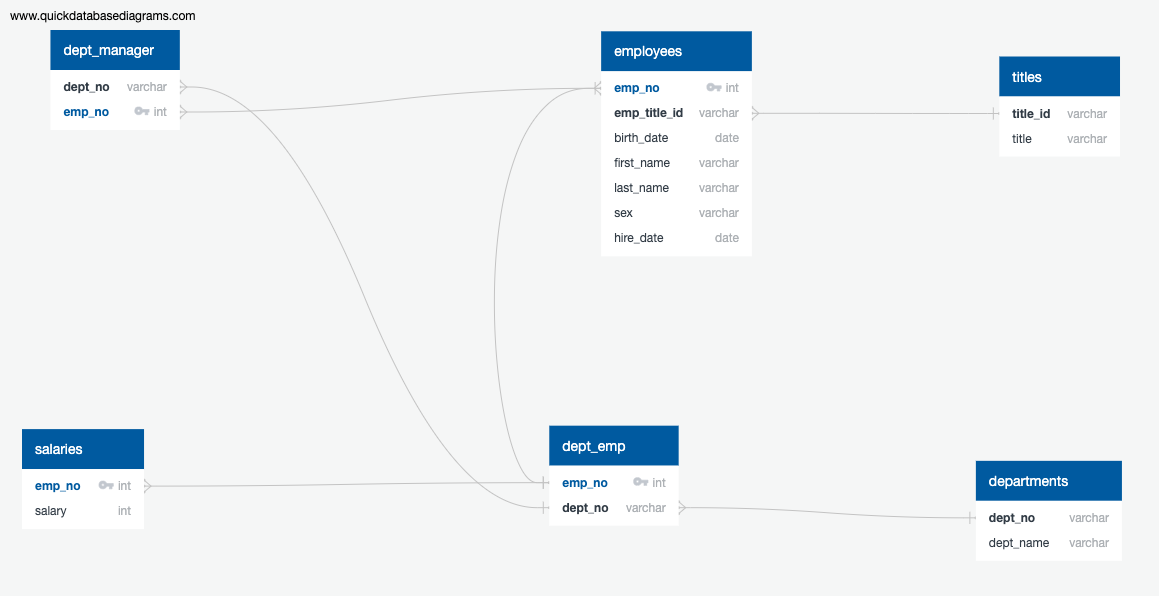 www.quickdatabasediagrams.com
dept_manager
dept_no varchar
emp_no int
employees
emp_no int
emp_title_id varchar
birth_date date
first_name varchar
last_name varchar
sex varchar
hire_date date
titles
title_id varchar
title varchar
salaries
emp_no int
salary int
dept_emp
emp_no int
dept_no varchar
departments
dept_no varchar
dept_name varchar